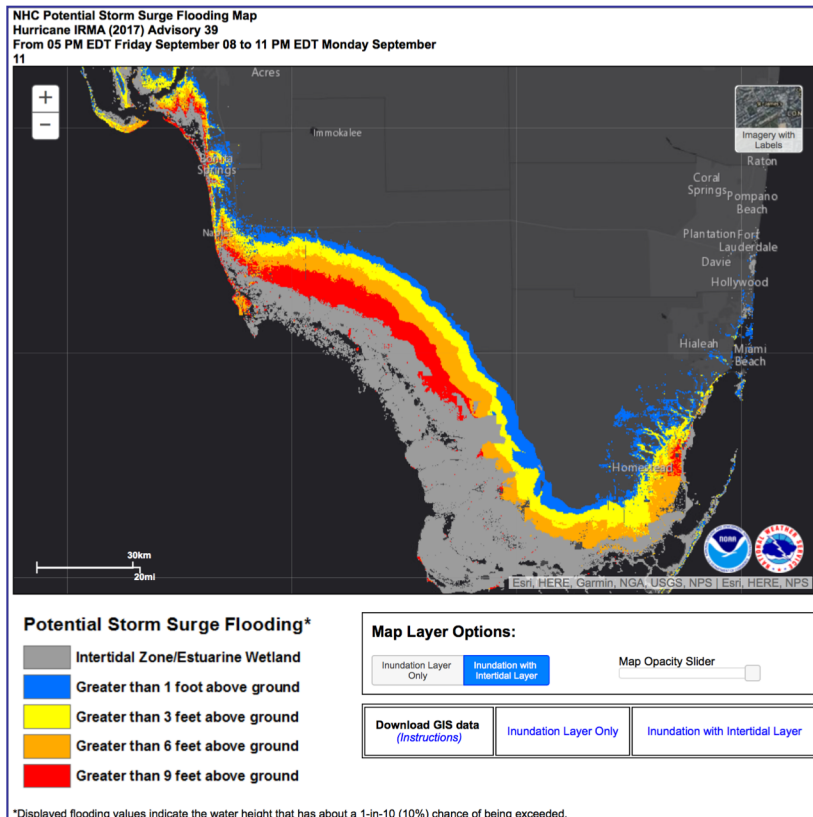 NHC Potential Storm Surge Flooding Map
Hurricane IRMA (2017) Advisory 39
From 05 PM EDT Friday September 08 to 11 PM EDT Monday September
11
Acres
+
−
Imagery with
Labels
Immokalee
Raton
Springs
Coral
Springs
Pompano
Beach
Naples
Plantation
Fort
Lauderdale
Davie
Hollywood
Hialeah
Miami
Beach
Homestead
NOAA
30km
20mi
Esri, HERE, Garmin, NGA, USGS, NPS | Esri, HERE, NPS
Potential Storm Surge Flooding*
Intertidal Zone/Estuarine Wetland
Greater than 1 foot above ground
Greater than 3 feet above ground
Greater than 6 feet above ground
Greater than 9 feet above ground
Map Layer Options:
Inundation Layer
Only
Inundation with
Intertidal Layer
Map Opacity Slider
Download GIS data
(Instructions)
Inundation Layer Only
Inundation with Intertidal Layer
*Displayed flooding values indicate the water height that has about a 1-in-10 (10%) chance of being exceeded.